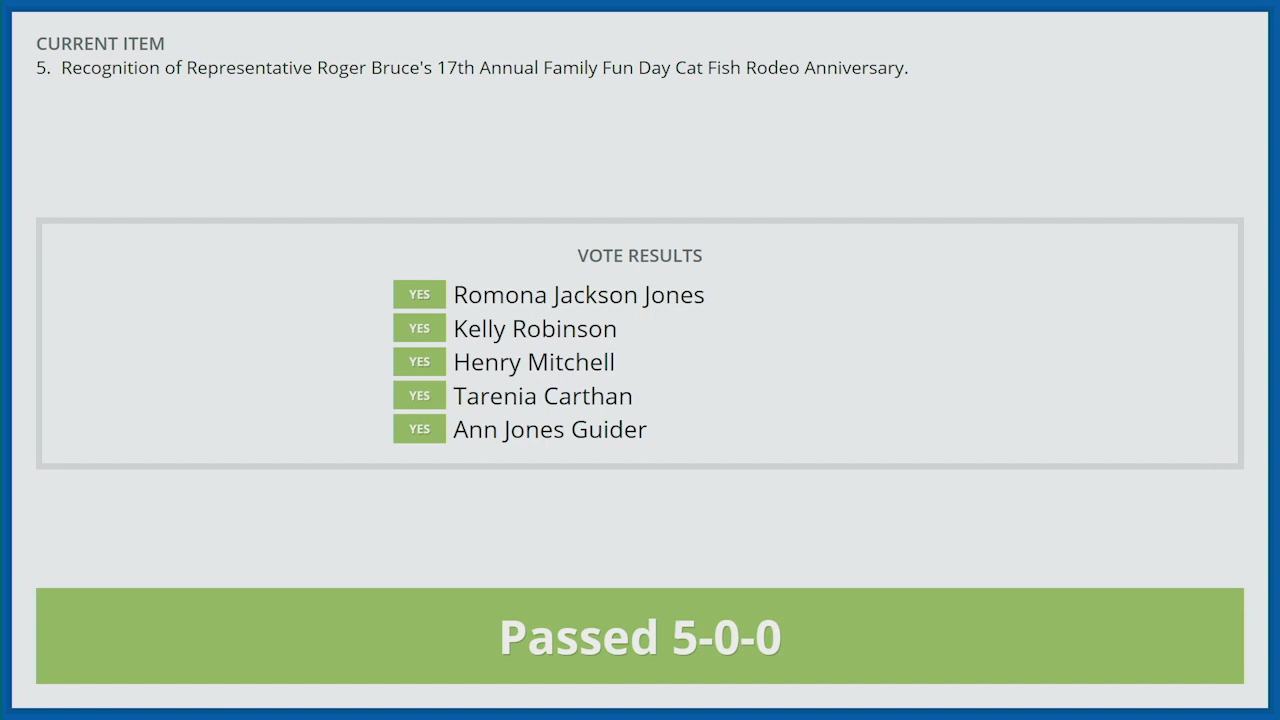 CURRENT ITEM
5. Recognition of Representative Roger Bruce's 17th Annual Family Fun Day Cat Fish Rodeo Anniversary.
VOTE RESULTS
YES Romona Jackson Jones
YES Kelly Robinson
YES Henry Mitchell
YES Tarenia Carthan
YES Ann Jones Guider
Passed 5-0-0